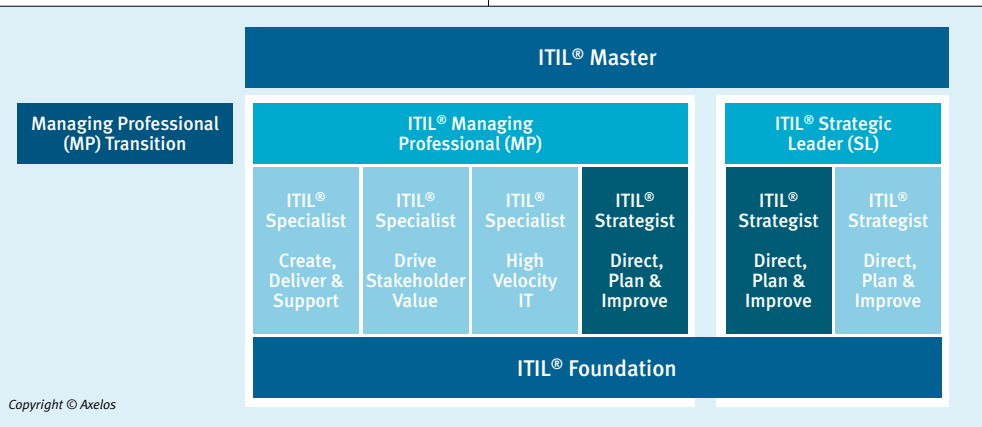 ITIL® Master
Managing Professional
(MP) Transition
ITIL® Managing
Professional (MP)
ITIL® Strategic
Leader (SL)
ITIL®
Specialist
Create,
Deliver &
Support
ITIL®
Specialist
Drive
Stakeholder
Value
ITIL®
Specialist
High
Velocity
IT
ITIL®
Strategist
Direct,
Plan &
Improve
ITIL®
Strategist
Direct,
Plan &
Improve
ITIL®
Strategist
Direct,
Plan &
Improve
ITIL® Foundation
Copyright © Axelos